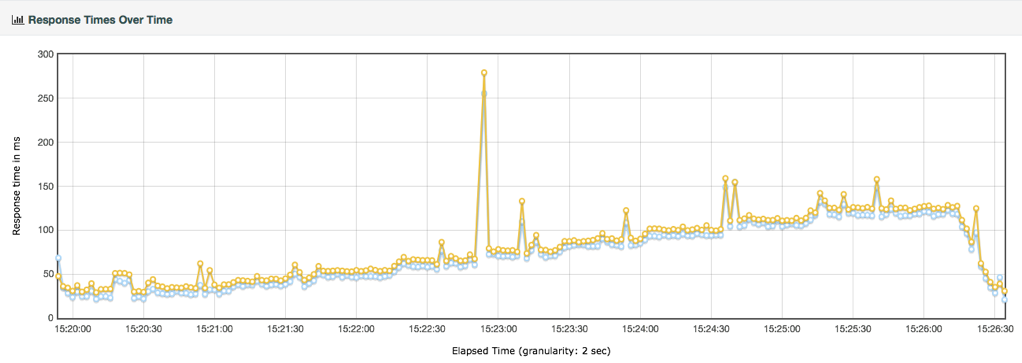 Response Times Over Time
300
250
200
150
100
50
0
Response time in ms
15:20:00 15:20:30 15:21:00 15:21:30 15:22:00 15:22:30 15:23:00 15:23:30 15:24:00 15:24:30 15:25:00 15:25:30 15:26:00 15:26:30
Elapsed Time (granularity: 2 sec)